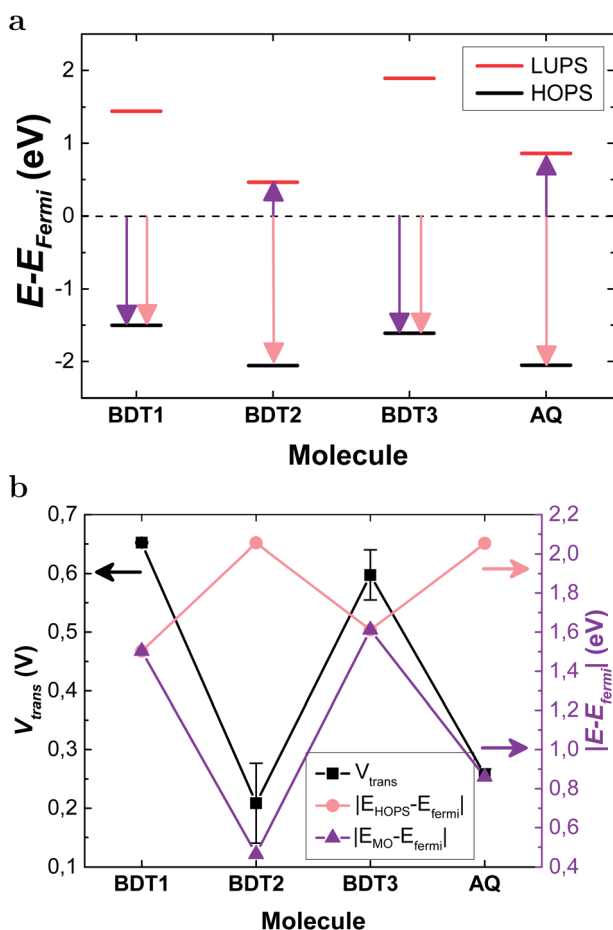 a
2
1
0
-1
-2
E-E_Fermi (eV)
LUPS
HOPS
BDT1 BDT2 BDT3 AQ
Molecule
b
0,7
0,6
0,5
0,4
0,3
0,2
0,1
V_trans (V)
2,2
2,0
1,8
1,6
1,4
1,2
1,0
0,8
0,6
0,4
|E-E_fermi| (eV)
V_trans
|E_HOPS-E_fermi|
|E_MO-E_fermi|
BDT1 BDT2 BDT3 AQ
Molecule